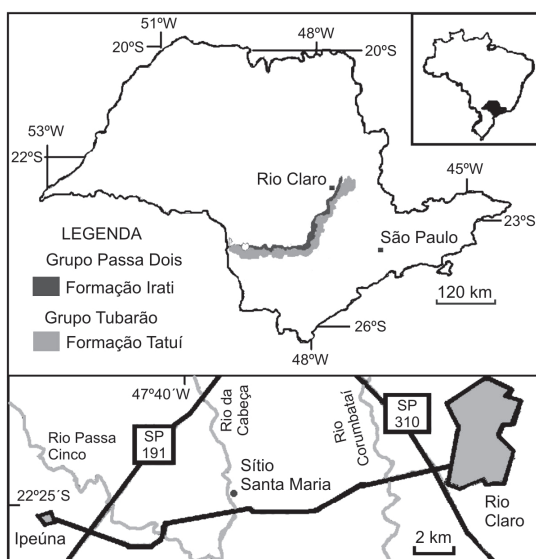 51ºW
20ºS
48ºW
20ºS
53ºW
22ºS
45ºW
Rio Claro
23ºS
LEGENDA
São Paulo
Grupo Passa Dois
Formação Irati
120 km
Grupo Tubarão
26ºS
Formação Tatuí
48ºW
47º40´W
Rio da
Cabeça
Rio
Corumbataí
SP
310
Rio Passa
Cinco
SP
191
Sítio
Santa Maria
22º25´S
Ipeúna
Rio
Claro
2 km